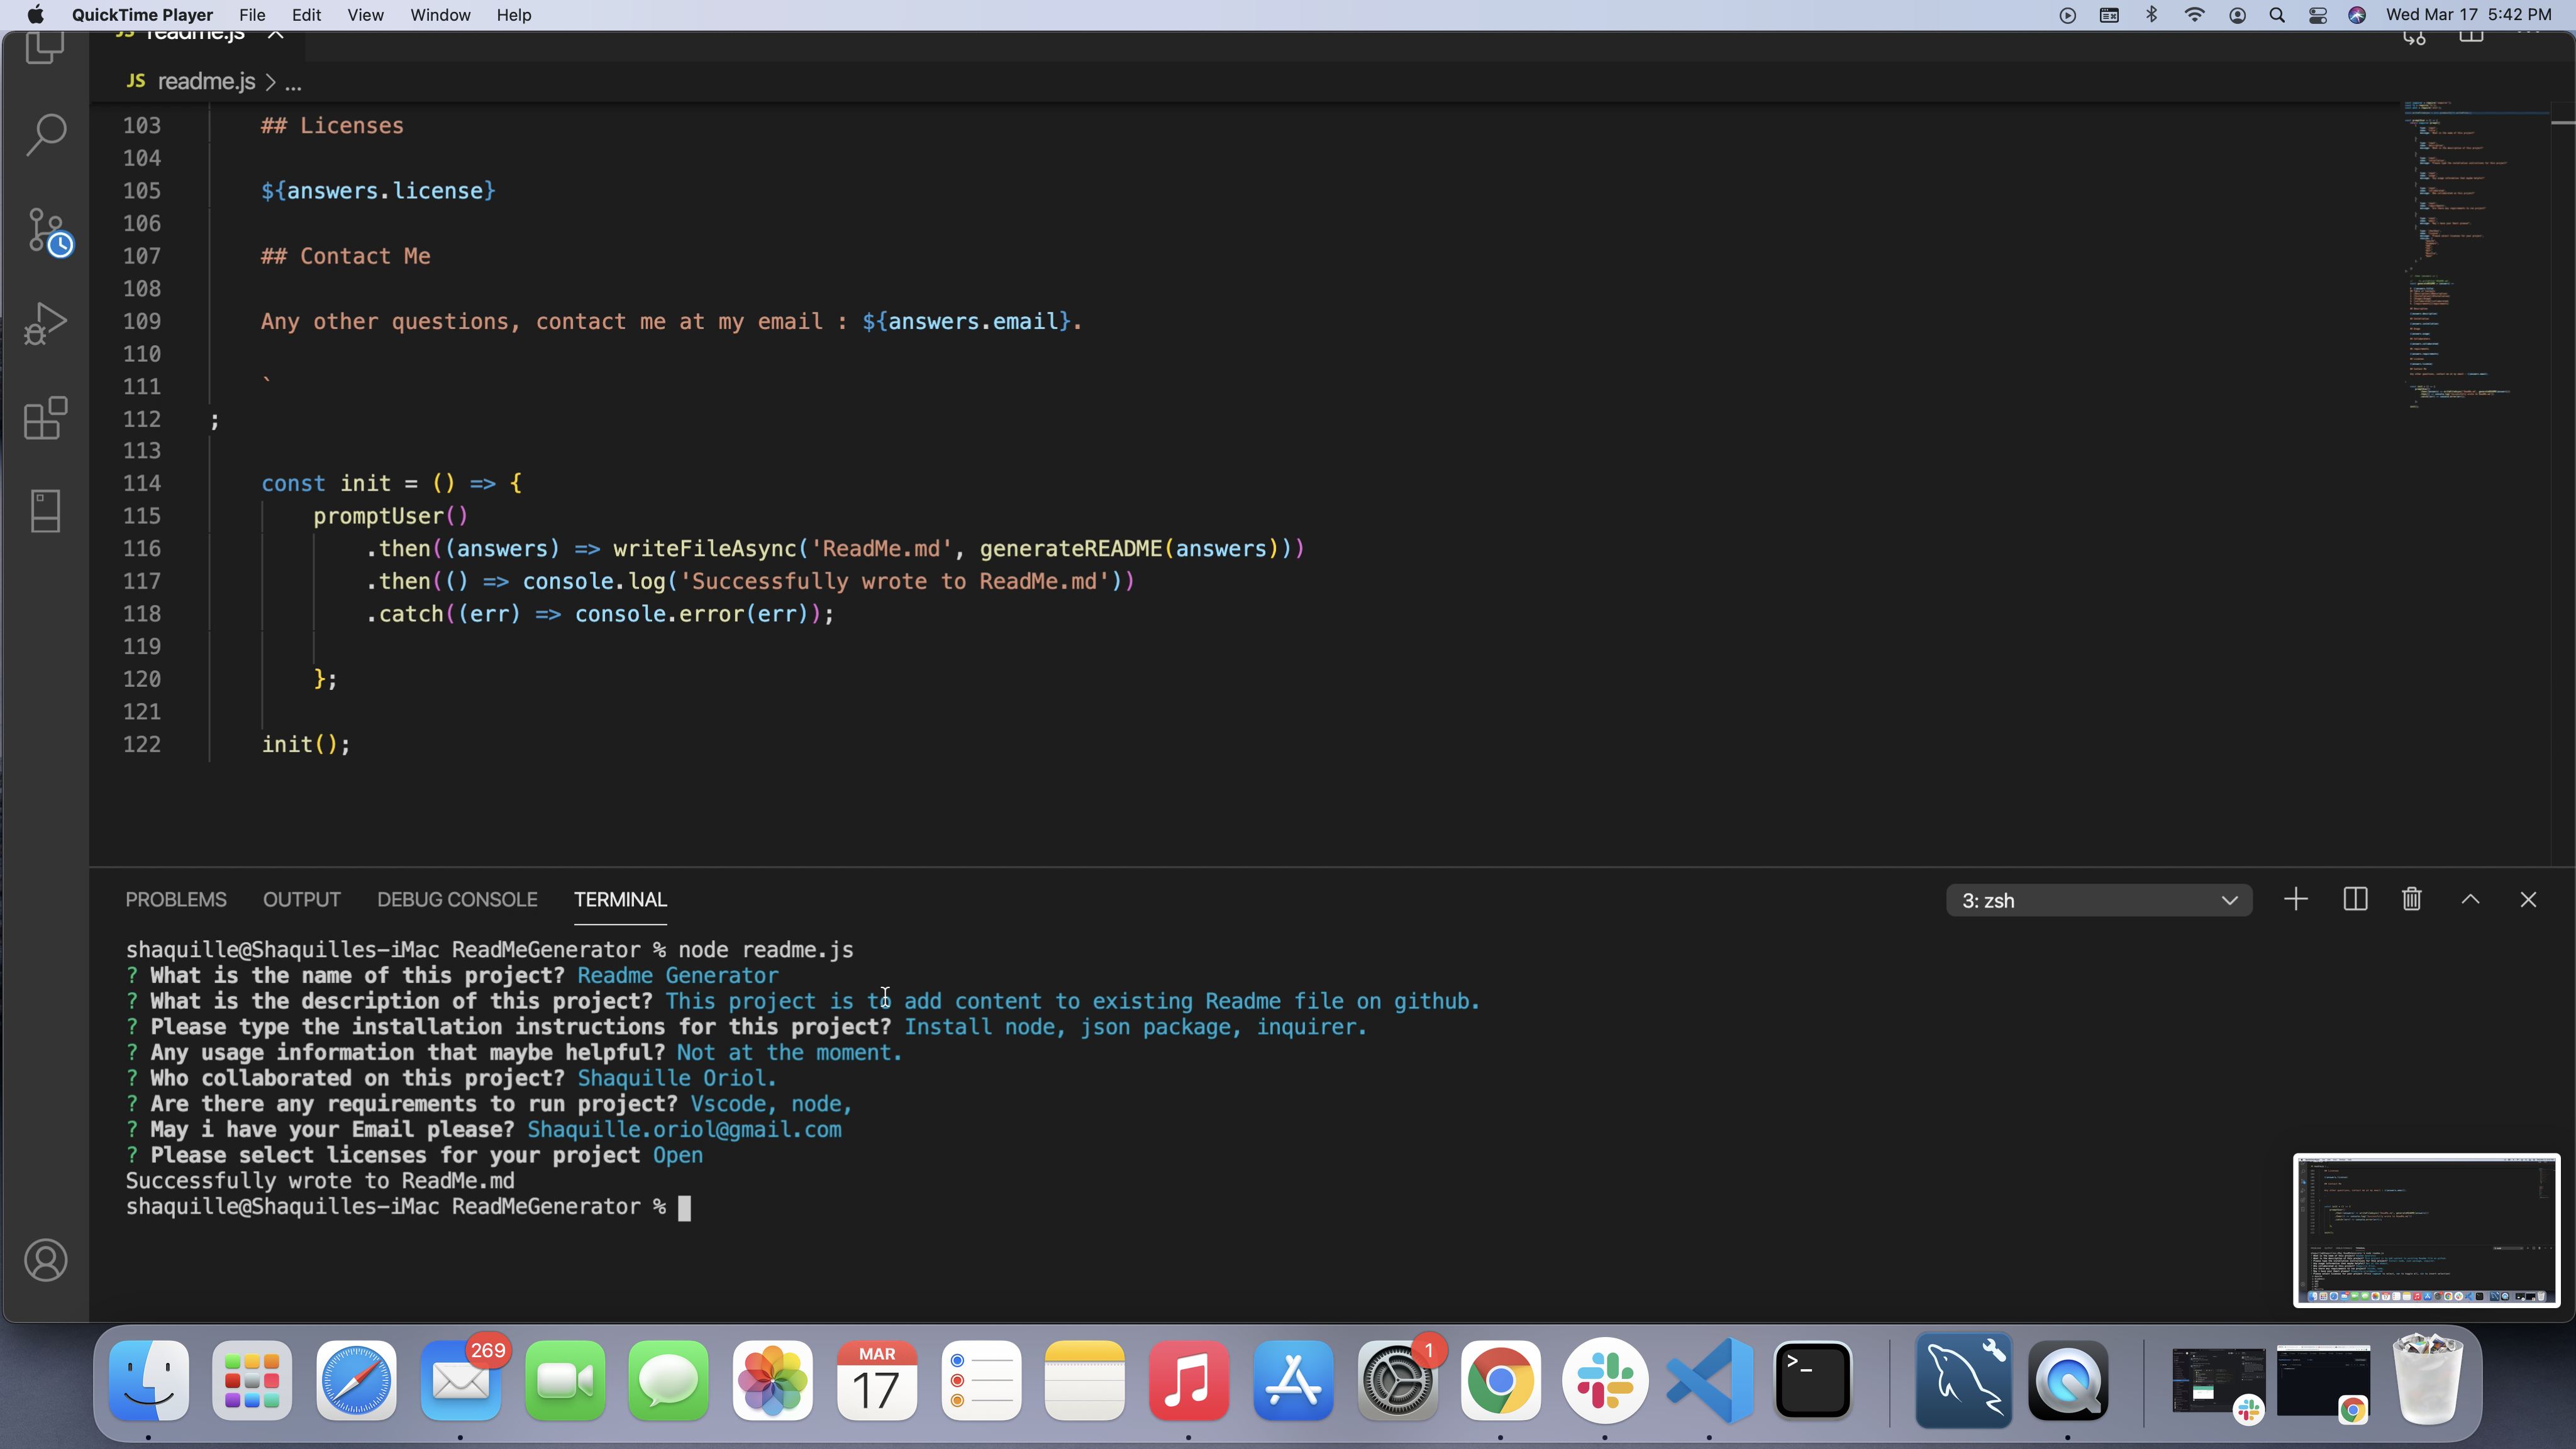 QuickTime Player File Edit View Window Help Wed Mar 17 5:42 PM
JS readme.js
JS readme.js > ...
103 ## Licenses
104
105 ${answers.license}
106
107 ## Contact Me
108
109 Any other questions, contact me at my email : ${answers.email}.
110
111 `
112 ;
113
114 const init = () => {
115 promptUser()
116 .then((answers) => writeFileAsync('ReadMe.md', generateREADME(answers)))
117 .then(() => console.log('Successfully wrote to ReadMe.md'))
118 .catch((err) => console.error(err));
119
120 };
121
122 init();
PROBLEMS OUTPUT DEBUG CONSOLE TERMINAL 3: zsh
shaquille@Shaquilles-iMac ReadMeGenerator % node readme.js
? What is the name of this project? Readme Generator
? What is the description of this project? This project is to add content to existing Readme file on github.
? Please type the installation instructions for this project? Install node, json package, inquirer.
? Any usage information that maybe helpful? Not at the moment.
? Who collaborated on this project? Shaquille Oriol.
? Are there any requirements to run project? Vscode, node,
? May i have your Email please? Shaquille.oriol@gmail.com
? Please select licenses for your project Open
Successfully wrote to ReadMe.md
shaquille@Shaquilles-iMac ReadMeGenerator %
269
MAR
17
1
>_